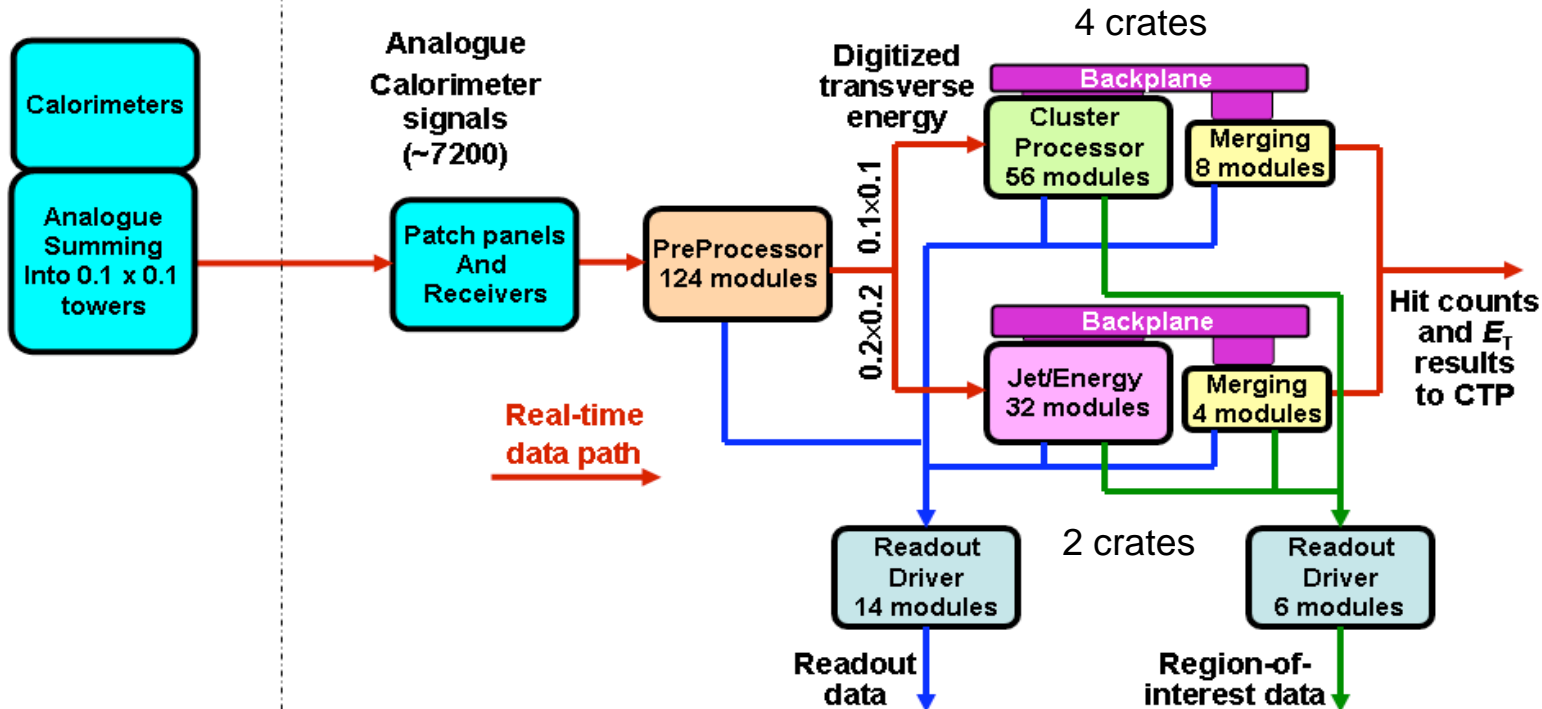 4 crates
Analogue
Calorimeter
signals
(~7200)
Digitized
transverse
energy
Backplane
Calorimeters
Cluster
Processor
56 modules
Merging
8 modules
0.1×0.1
Analogue
Summing
Into 0.1 x 0.1
towers
Patch panels
And
Receivers
PreProcessor
124 modules
0.2×0.2
Hit counts
and ET
results
to CTP
Backplane
Jet/Energy
32 modules
Merging
4 modules
Real-time
data path
Readout
Driver
14 modules
2 crates
Readout
Driver
6 modules
Readout
data
Region-of-
interest data